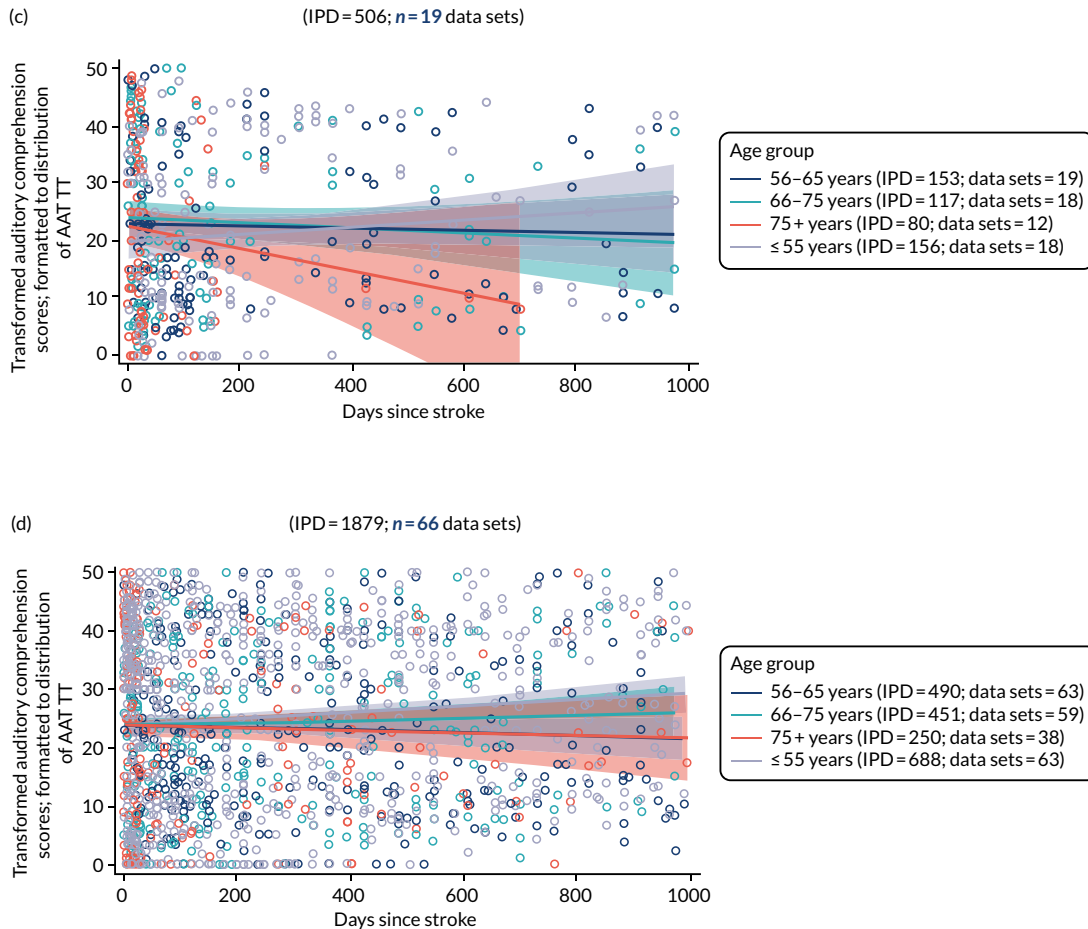 (c)
(IPD = 506; n = 19 data sets)
Transformed auditory comprehension
scores; formatted to distribution
of AAT TT
50
40
30
20
10
0
0 200 400 600 800 1000
Days since stroke
Age group
56–65 years (IPD = 153; data sets = 19)
66–75 years (IPD = 117; data sets = 18)
75+ years (IPD = 80; data sets = 12)
≤ 55 years (IPD = 156; data sets = 18)
(d)
(IPD = 1879; n = 66 data sets)
Transformed auditory comprehension
scores; formatted to distribution
of AAT TT
50
40
30
20
10
0
0 200 400 600 800 1000
Days since stroke
Age group
56–65 years (IPD = 490; data sets = 63)
66–75 years (IPD = 451; data sets = 59)
75+ years (IPD = 250; data sets = 38)
≤ 55 years (IPD = 688; data sets = 63)